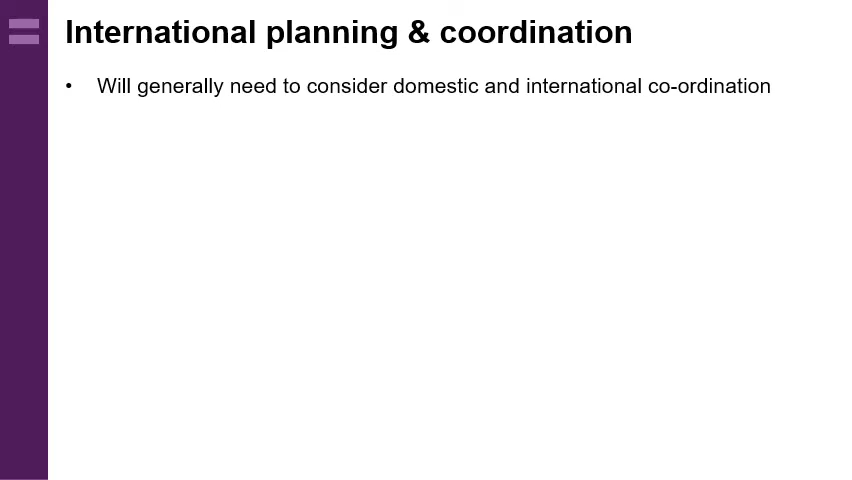 International planning & coordination
• Will generally need to consider domestic and international co-ordination